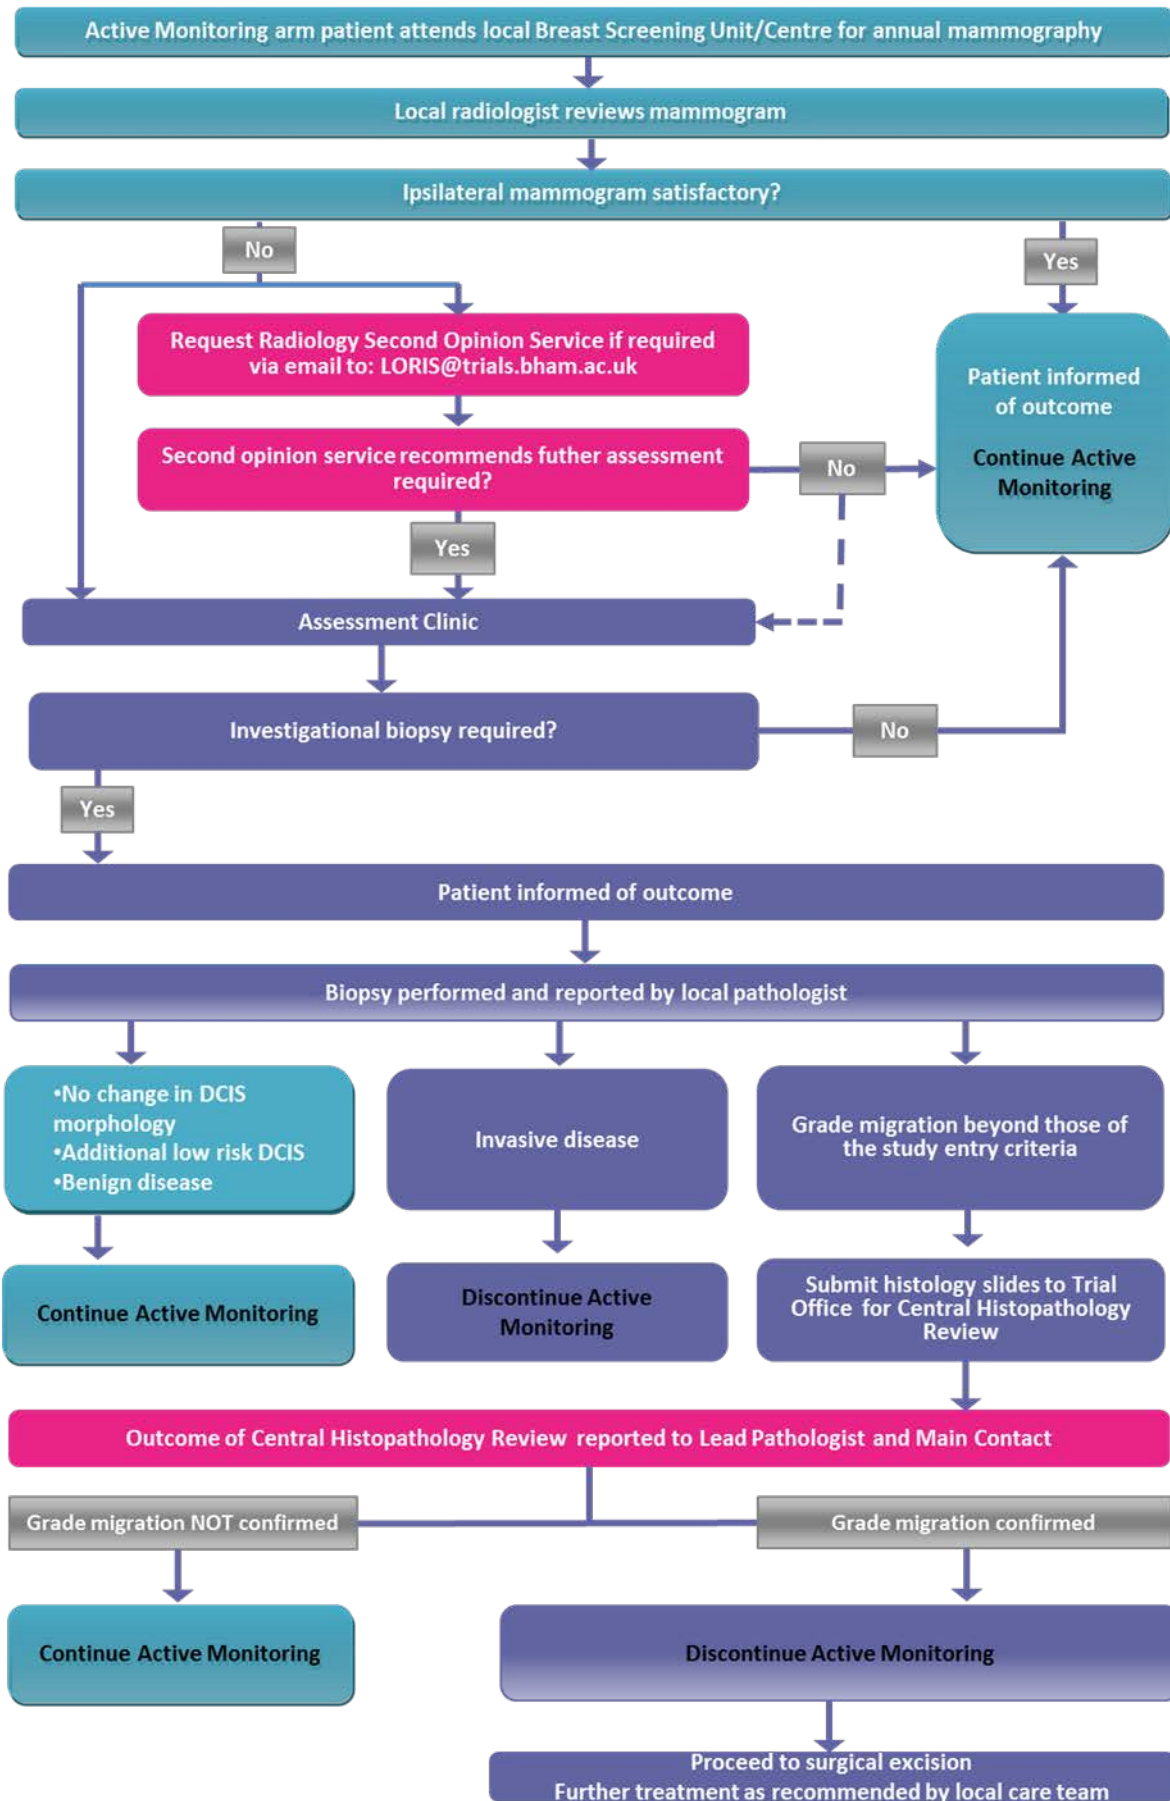 Active Monitoring arm patient attends local Breast Screening Unit/Centre for annual mammography
Local radiologist reviews mammogram
Ipsilateral mammogram satisfactory?
No
Yes
Request Radiology Second Opinion Service if required
via email to: LORIS@trials.bham.ac.uk
Patient informed
of outcome
Continue Active
Monitoring
Second opinion service recommends futher assessment
required?
No
Yes
Assessment Clinic
Investigational biopsy required?
No
Yes
Patient informed of outcome
Biopsy performed and reported by local pathologist
•No change in DCIS
morphology
•Additional low risk DCIS
•Benign disease
Invasive disease
Grade migration beyond those of
the study entry criteria
Continue Active Monitoring
Discontinue Active
Monitoring
Submit histology slides to Trial
Office for Central Histopathology
Review
Outcome of Central Histopathology Review reported to Lead Pathologist and Main Contact
Grade migration NOT confirmed
Grade migration confirmed
Continue Active Monitoring
Discontinue Active Monitoring
Proceed to surgical excision
Further treatment as recommended by local care team